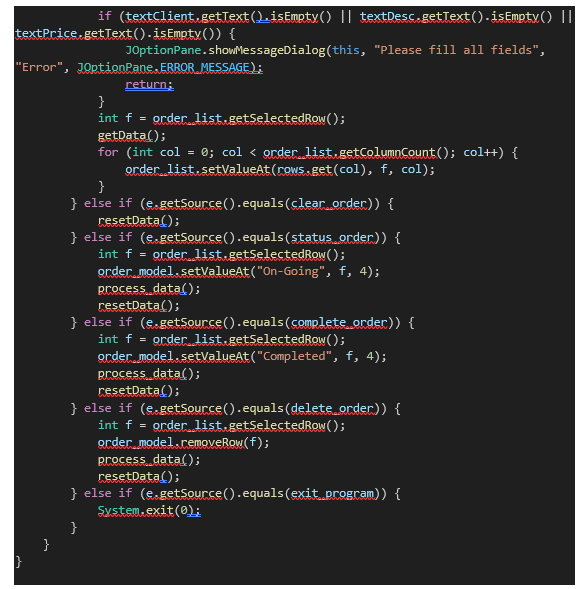 if (textClient.getText().isEmpty() || textDesc.getText().isEmpty() ||
textPrice.getText().isEmpty()) {
JOptionPane.showMessageDialog(this, "Please fill all fields",
"Error", JOptionPane.ERROR_MESSAGE);
return;
}
int f = order_list.getSelectedRow();
getData();
for (int col = 0; col < order_list.getColumnCount(); col++) {
order_list.setValueAt(rows.get(col), f, col);
}
} else if (e.getSource().equals(clear_order)) {
resetData();
} else if (e.getSource().equals(status_order)) {
int f = order_list.getSelectedRow();
order_model.setValueAt("On-Going", f, 4);
process_data();
resetData();
} else if (e.getSource().equals(complete_order)) {
int f = order_list.getSelectedRow();
order_model.setValueAt("Completed", f, 4);
process_data();
resetData();
} else if (e.getSource().equals(delete_order)) {
int f = order_list.getSelectedRow();
order_model.removeRow(f);
process_data();
resetData();
} else if (e.getSource().equals(exit_program)) {
System.exit(0);
}
}
}